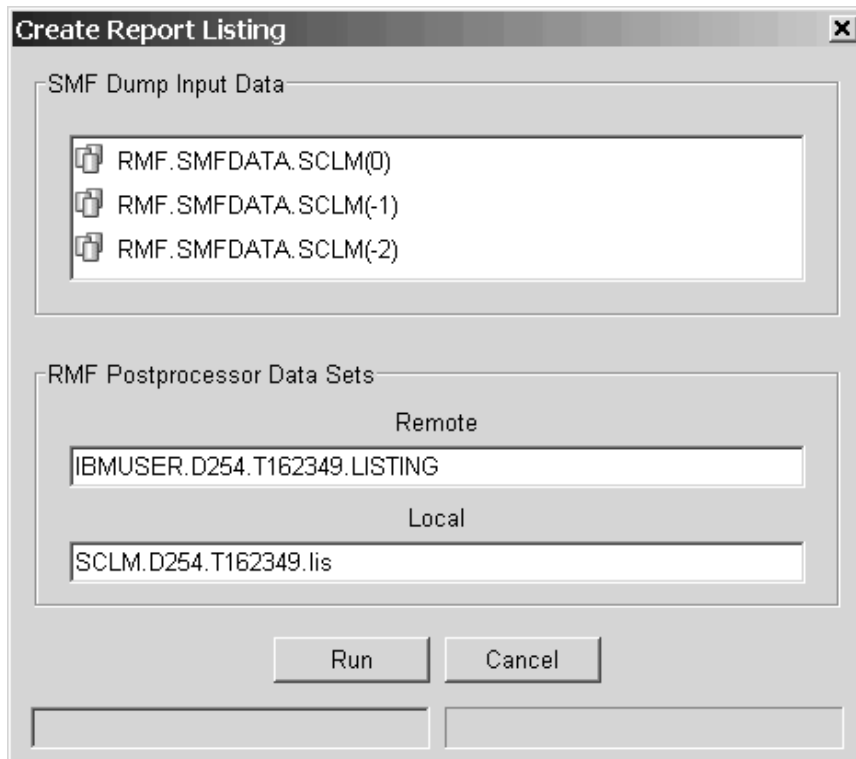 Create Report Listing
SMF Dump Input Data
RMF.SMFDATA.SCLM(0)
RMF.SMFDATA.SCLM(-1)
RMF.SMFDATA.SCLM(-2)
RMF Postprocessor Data Sets
Remote
IBMUSER.D254.T162349.LISTING
Local
SCLM.D254.T162349.lis
Run Cancel